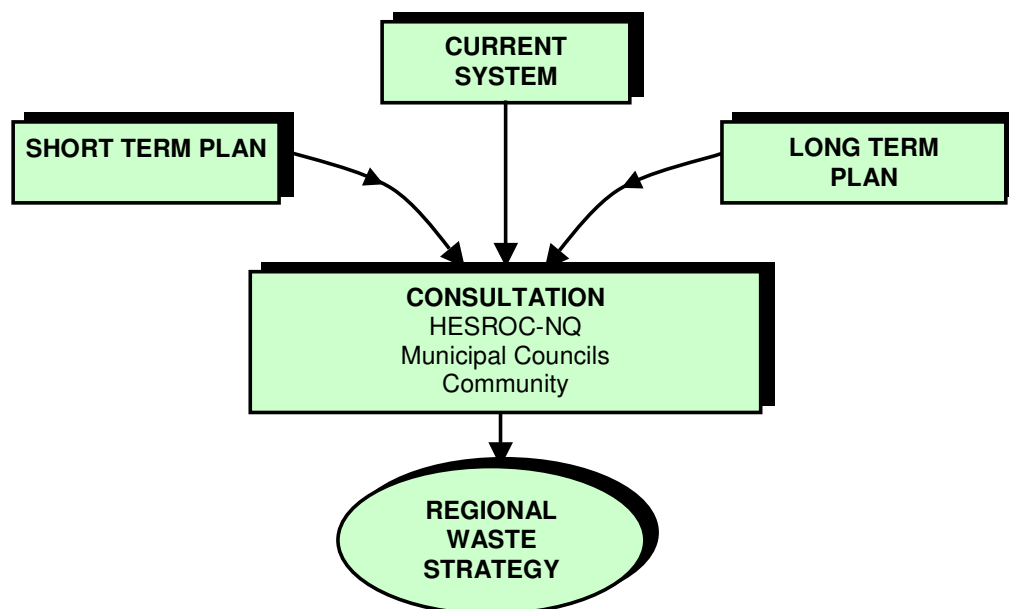 CURRENT
SYSTEM
SHORT TERM PLAN
LONG TERM
PLAN
CONSULTATION
HESROC-NQ
Municipal Councils
Community
REGIONAL
WASTE
STRATEGY